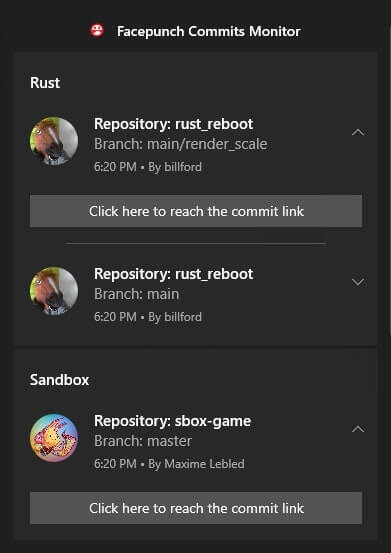 Facepunch Commits Monitor
Rust
Repository: rust_reboot
Branch: main/render_scale
6:20 PM • By billford
Click here to reach the commit link
Repository: rust_reboot
Branch: main
6:20 PM • By billford
Sandbox
Repository: sbox-game
Branch: master
6:20 PM • By Maxime Lebled
Click here to reach the commit link